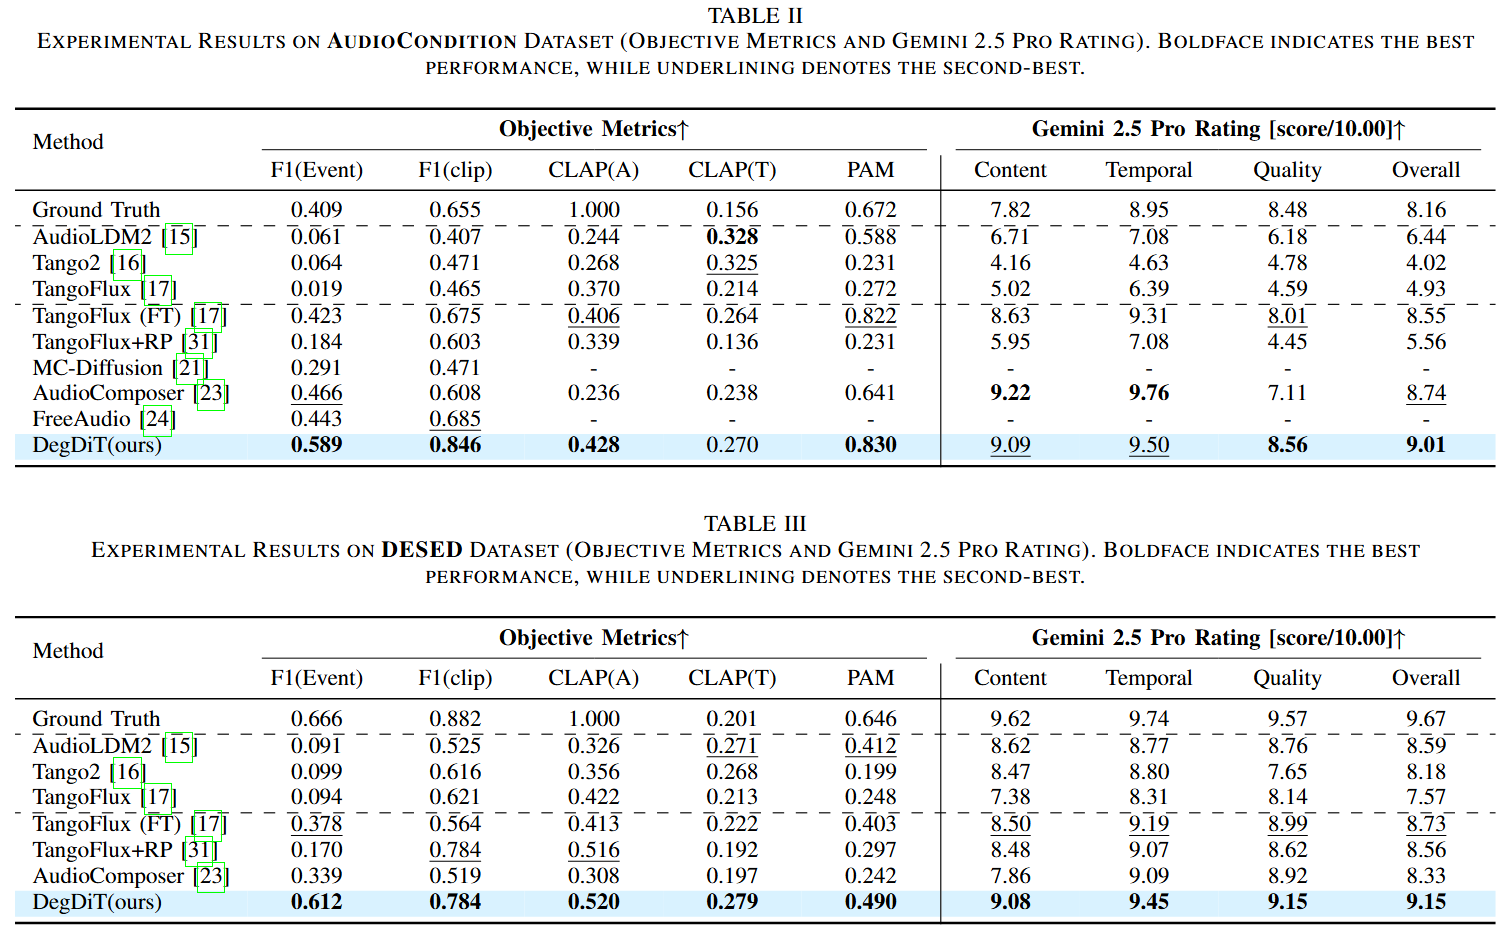 TABLE II
EXPERIMENTAL RESULTS ON AUDIOCONDITION DATASET (OBJECTIVE METRICS AND GEMINI 2.5 PRO RATING). BOLDFACE INDICATES THE BEST
PERFORMANCE, WHILE UNDERLINING DENOTES THE SECOND-BEST.
Method Objective Metrics↑ Gemini 2.5 Pro Rating [score/10.00]↑
F1(Event) F1(clip) CLAP(A) CLAP(T) PAM Content Temporal Quality Overall
Ground Truth 0.409 0.655 1.000 0.156 0.672 7.82 8.95 8.48 8.16
AudioLDM2 [15] 0.061 0.407 0.244 0.328 0.588 6.71 7.08 6.18 6.44
Tango2 [16] 0.064 0.471 0.268 0.325 0.231 4.16 4.63 4.78 4.02
TangoFlux [17] 0.019 0.465 0.370 0.214 0.272 5.02 6.39 4.59 4.93
TangoFlux (FT) [17] 0.423 0.675 0.406 0.264 0.822 8.63 9.31 8.01 8.55
TangoFlux+RP [31] 0.184 0.603 0.339 0.136 0.231 5.95 7.08 4.45 5.56
MC-Diffusion [21] 0.291 0.471 - - - - - - -
AudioComposer [23] 0.466 0.608 0.236 0.238 0.641 9.22 9.76 7.11 8.74
FreeAudio [24] 0.443 0.685 - - - - - - -
DegDiT(ours) 0.589 0.846 0.428 0.270 0.830 9.09 9.50 8.56 9.01
TABLE III
EXPERIMENTAL RESULTS ON DESED DATASET (OBJECTIVE METRICS AND GEMINI 2.5 PRO RATING). BOLDFACE INDICATES THE BEST
PERFORMANCE, WHILE UNDERLINING DENOTES THE SECOND-BEST.
Method Objective Metrics↑ Gemini 2.5 Pro Rating [score/10.00]↑
F1(Event) F1(clip) CLAP(A) CLAP(T) PAM Content Temporal Quality Overall
Ground Truth 0.666 0.882 1.000 0.201 0.646 9.62 9.74 9.57 9.67
AudioLDM2 [15] 0.091 0.525 0.326 0.271 0.412 8.62 8.77 8.76 8.59
Tango2 [16] 0.099 0.616 0.356 0.268 0.199 8.47 8.80 7.65 8.18
TangoFlux [17] 0.094 0.621 0.422 0.213 0.248 7.38 8.31 8.14 7.57
TangoFlux (FT) [17] 0.378 0.564 0.413 0.222 0.403 8.50 9.19 8.99 8.73
TangoFlux+RP [31] 0.170 0.784 0.516 0.192 0.297 8.48 9.07 8.62 8.56
AudioComposer [23] 0.339 0.519 0.308 0.197 0.242 7.86 9.09 8.92 8.33
DegDiT(ours) 0.612 0.784 0.520 0.279 0.490 9.08 9.45 9.15 9.15